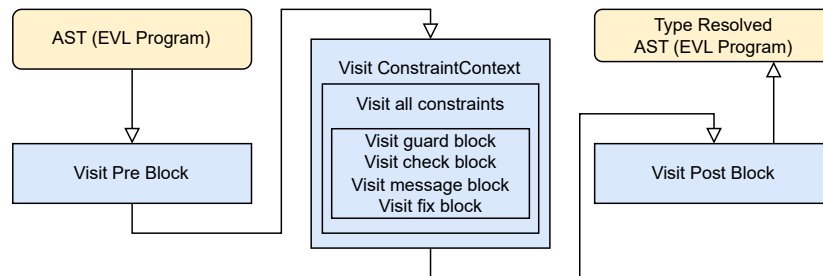 AST (EVL Program)
Visit Pre Block
Visit ConstraintContext
Visit all constraints
Visit guard block
Visit check block
Visit message block
Visit fix block
Type Resolved
AST (EVL Program)
Visit Post Block